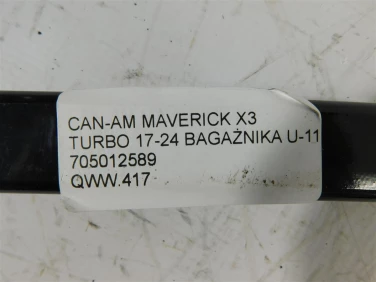 CAN-AM MAVERICK X3
TURBO 17-24 BAGAŻNIKA U-11
705012589
QWW.417